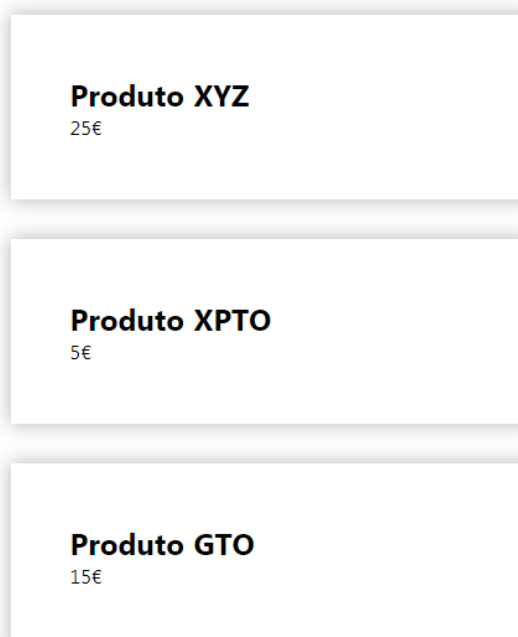 Produto XYZ
25€
Produto XPTO
5€
Produto GTO
15€